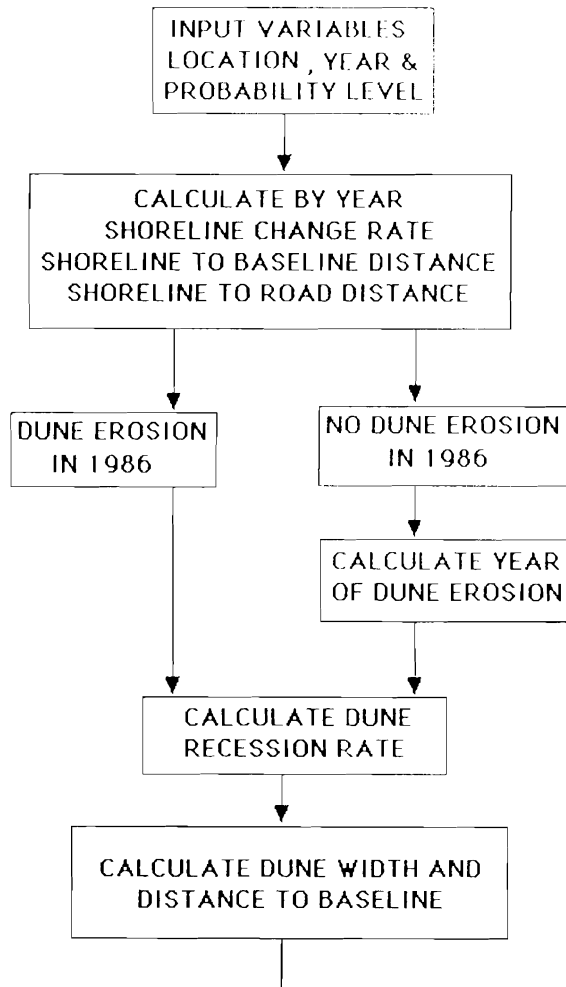 INPUT VARIABLES
LOCATION, YEAR &
PROBABILITY LEVEL
CALCULATE BY YEAR
SHORELINE CHANGE RATE
SHORELINE TO BASELINE DISTANCE
SHORELINE TO ROAD DISTANCE
DUNE EROSION
IN 1986
NO DUNE EROSION
IN 1986
CALCULATE YEAR
OF DUNE EROSION
CALCULATE DUNE
RECESSION RATE
CALCULATE DUNE WIDTH AND
DISTANCE TO BASELINE